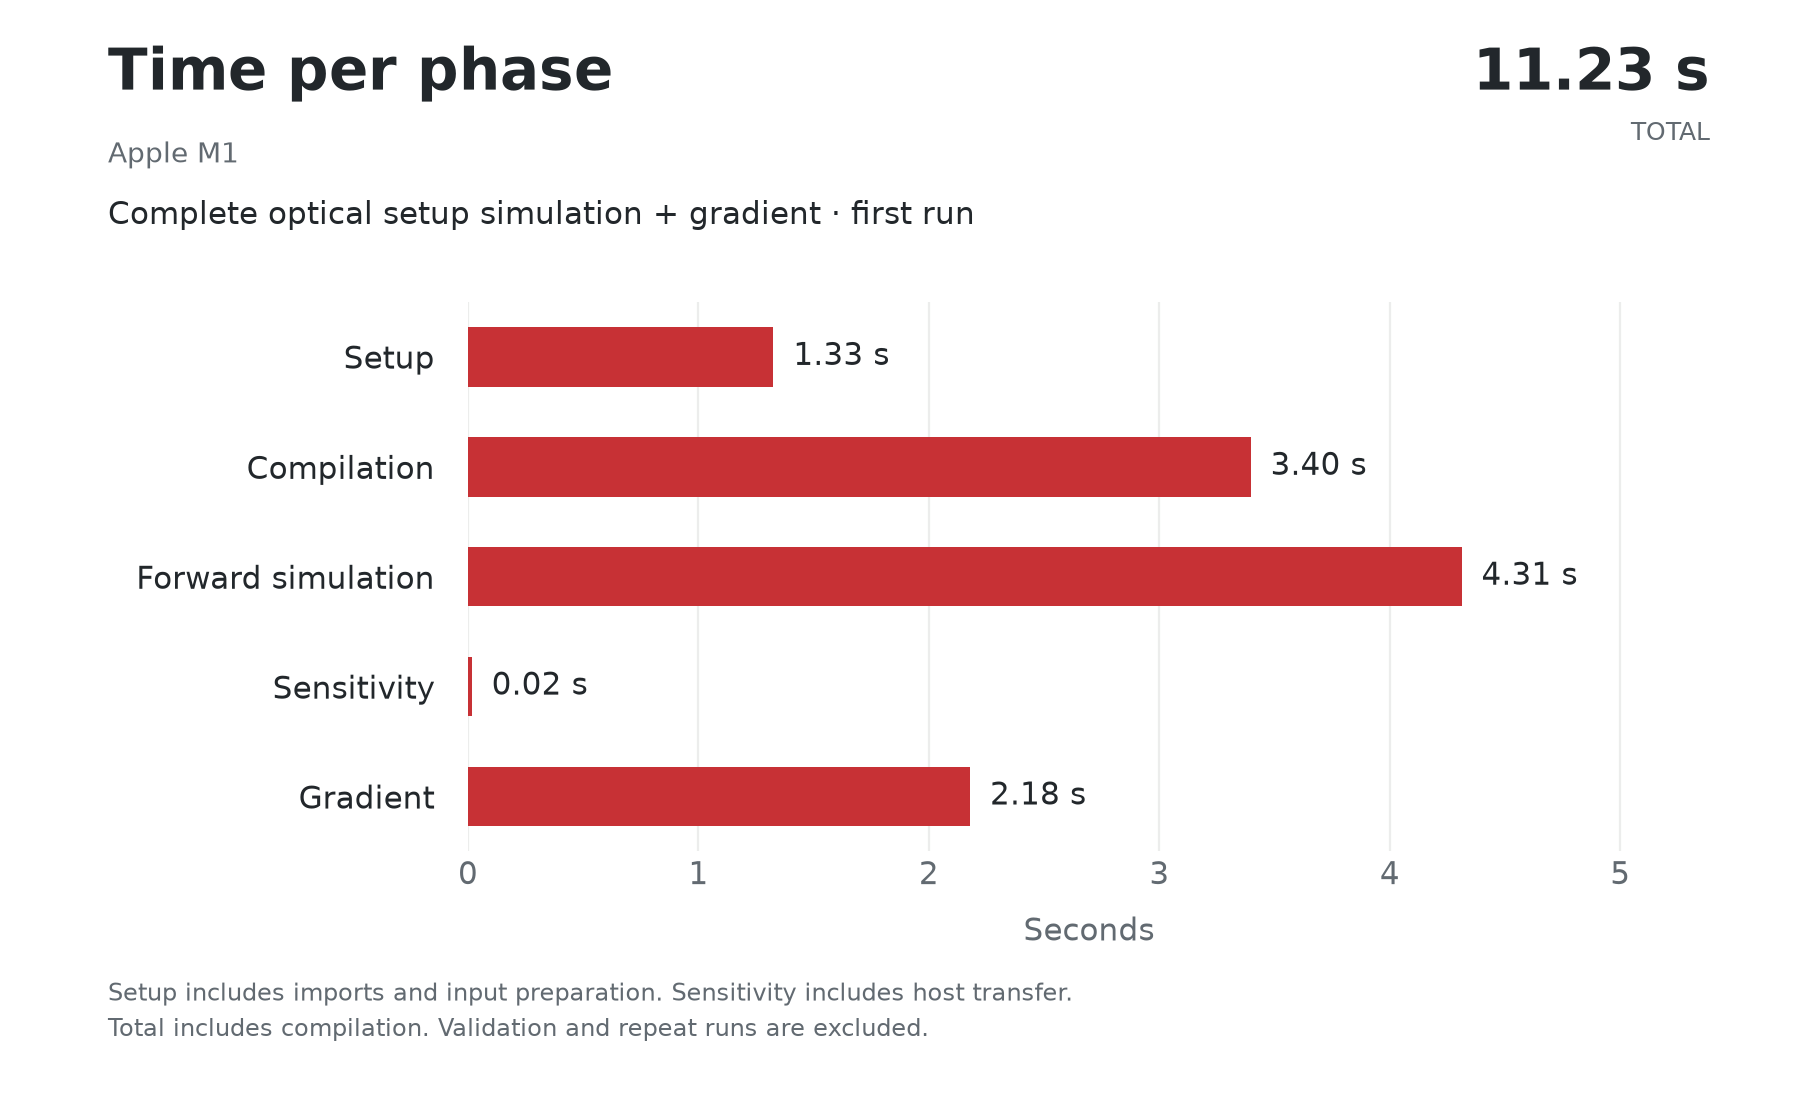 Time per phase
11.23 s
TOTAL
Apple M1
Complete optical setup simulation + gradient · first run
Setup 1.33 s
Compilation 3.40 s
Forward simulation 4.31 s
Sensitivity 0.02 s
Gradient 2.18 s
0 1 2 3 4 5
Seconds
Setup includes imports and input preparation. Sensitivity includes host transfer.
Total includes compilation. Validation and repeat runs are excluded.